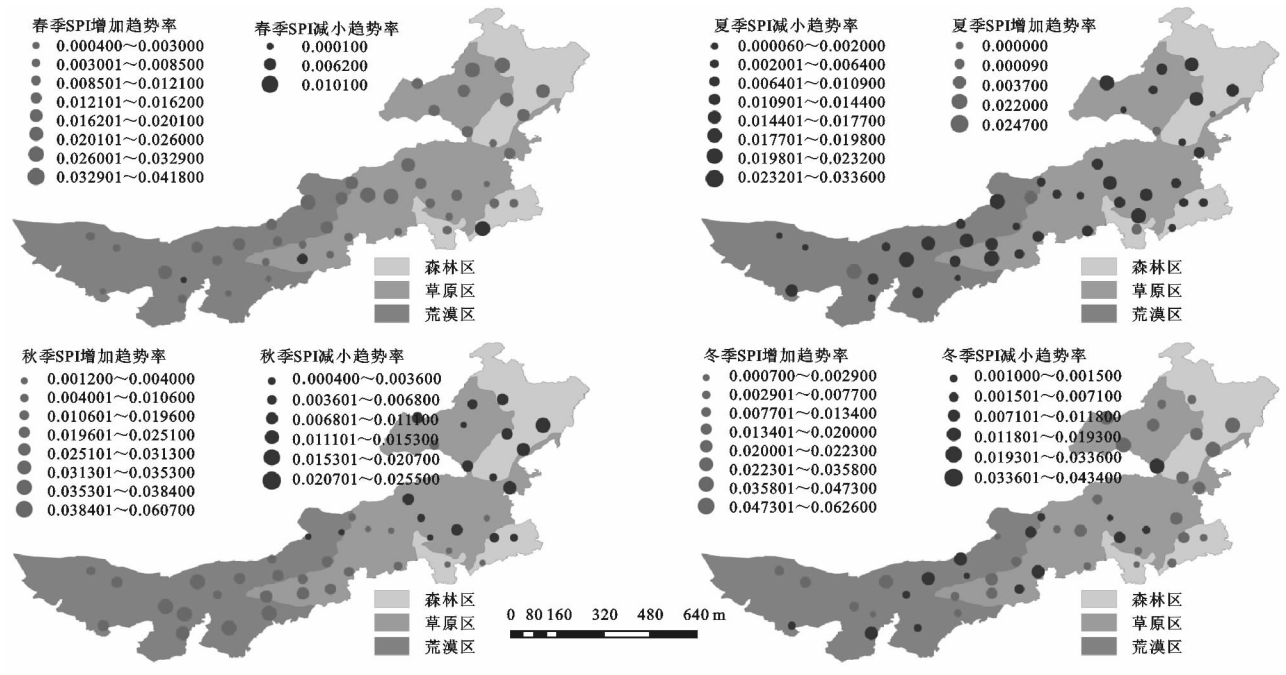 春季SPI增加趋势率
0.000400～0.003000
0.003001～0.008500
0.008501～0.012100
0.012101～0.016200
0.016201～0.020100
0.020101～0.026000
0.026001～0.032900
0.032901～0.041800
春季SPI减小趋势率
0.000100
0.006200
0.010100
森林区
草原区
荒漠区
夏季SPI减小趋势率
0.000060～0.002000
0.002001～0.006400
0.006401～0.010900
0.010901～0.014400
0.014401～0.017700
0.017701～0.019800
0.019801～0.023200
0.023201～0.033600
夏季SPI增加趋势率
0.000000
0.000090
0.003700
0.022000
0.024700
森林区
草原区
荒漠区
秋季SPI增加趋势率
0.001200～0.004000
0.004001～0.010600
0.010601～0.019600
0.019601～0.025100
0.025101～0.031300
0.031301～0.035300
0.035301～0.038400
0.038401～0.060700
秋季SPI减小趋势率
0.000400～0.003600
0.003601～0.006800
0.006801～0.011100
0.011101～0.015300
0.015301～0.020700
0.020701～0.025500
森林区
草原区
荒漠区
0 80 160 320 480 640 m
冬季SPI增加趋势率
0.000700～0.002900
0.002901～0.007700
0.007701～0.013400
0.013401～0.020000
0.020001～0.022300
0.022301～0.035800
0.035801～0.047300
0.047301～0.062600
冬季SPI减小趋势率
0.001000～0.001500
0.001501～0.007100
0.007101～0.011800
0.011801～0.019300
0.019301～0.033600
0.033601～0.043400
森林区
草原区
荒漠区